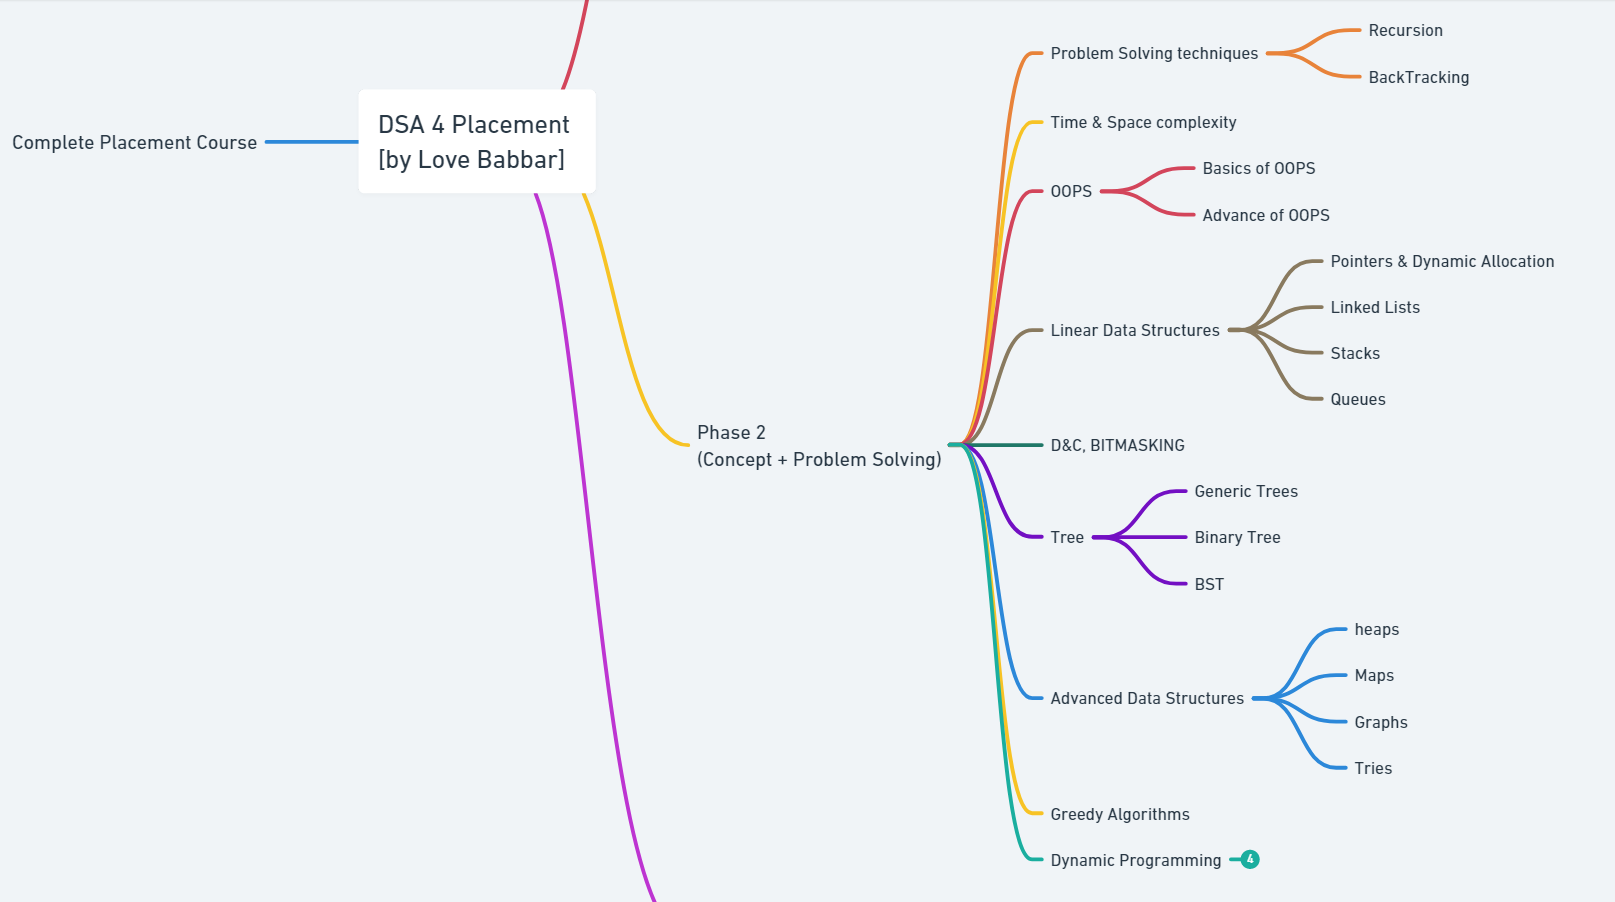 Complete Placement Course
DSA 4 Placement
[by Love Babbar]
Phase 2
(Concept + Problem Solving)
Problem Solving techniques
Recursion
BackTracking
Time & Space complexity
OOPS
Basics of OOPS
Advance of OOPS
Linear Data Structures
Pointers & Dynamic Allocation
Linked Lists
Stacks
Queues
D&C, BITMASKING
Tree
Generic Trees
Binary Tree
BST
Advanced Data Structures
heaps
Maps
Graphs
Tries
Greedy Algorithms
Dynamic Programming 4